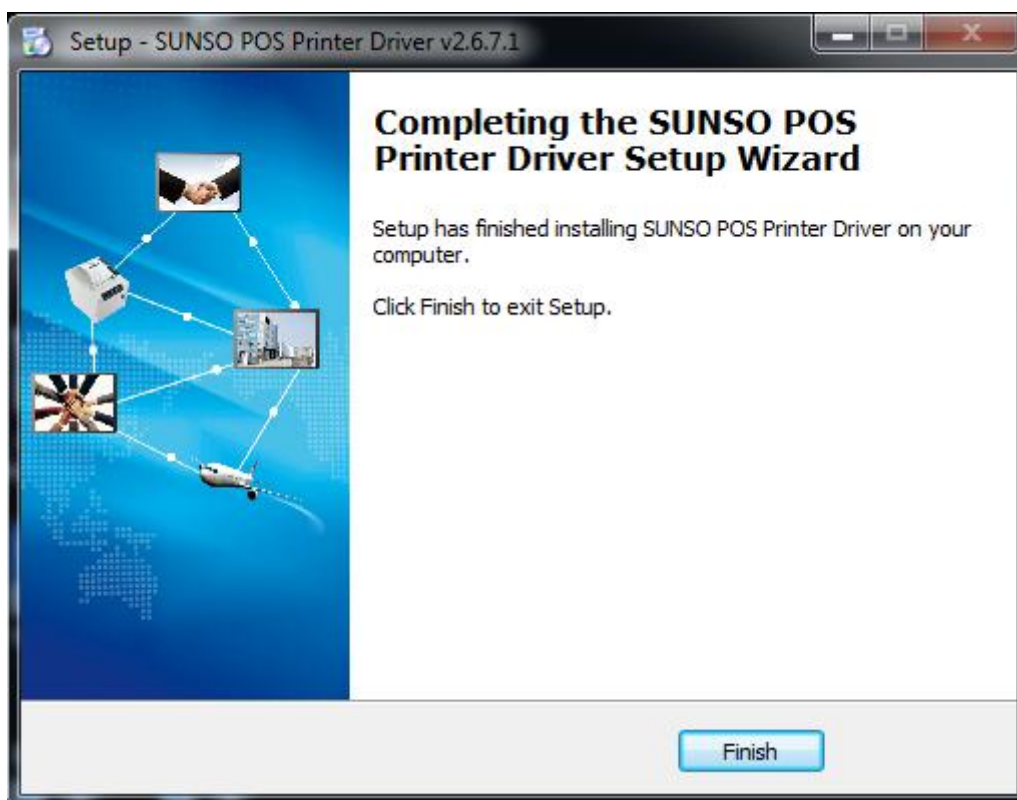 Setup - SUNSO POS Printer Driver v2.6.7.1
Completing the SUNSO POS
Printer Driver Setup Wizard
Setup has finished installing SUNSO POS Printer Driver on your
computer.
Click Finish to exit Setup.
Finish